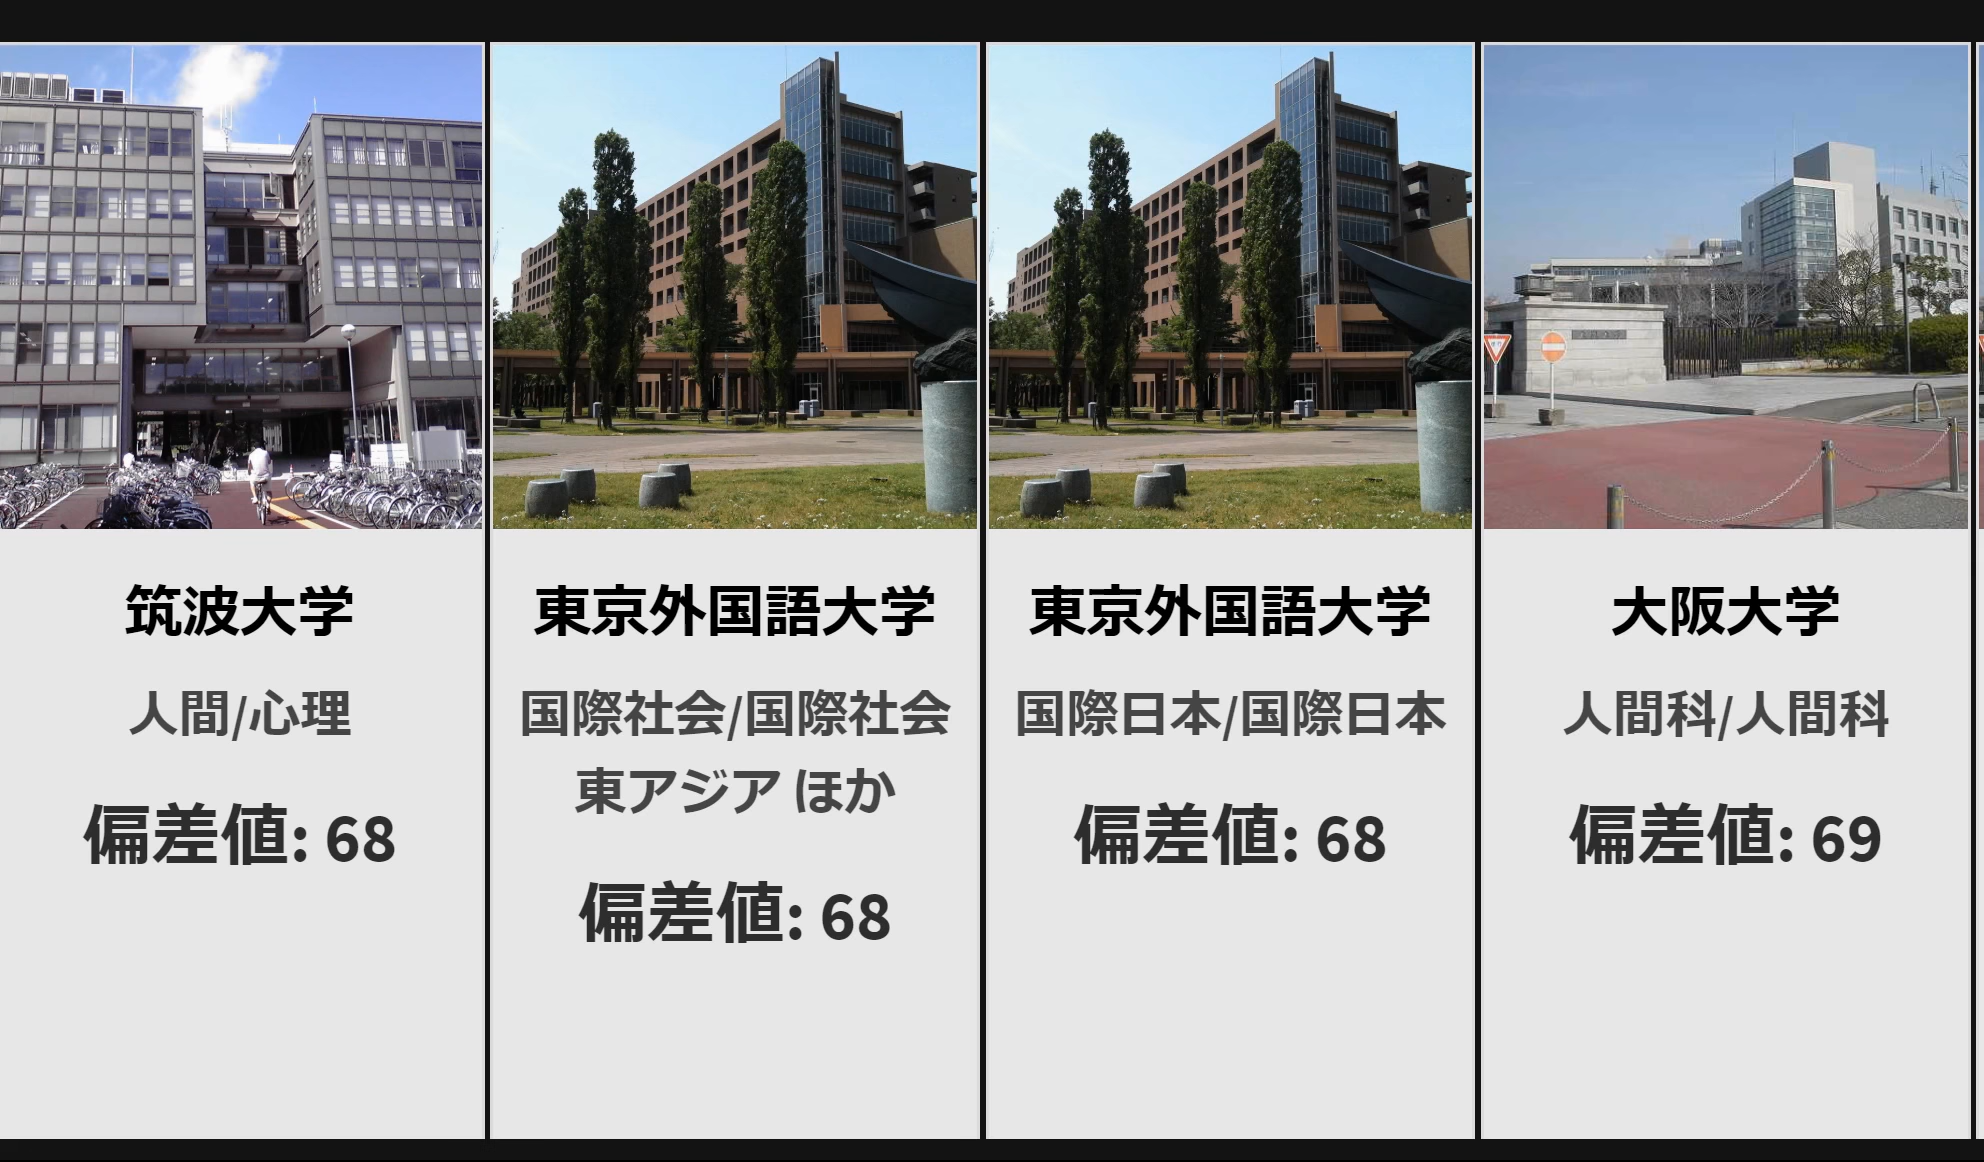 筑波大学
人間/心理
偏差値: 68
東京外国語大学
国際社会/国際社会
東アジア ほか
偏差値: 68
東京外国語大学
国際日本/国際日本
偏差値: 68
大阪大学
人間科/人間科
偏差値: 69